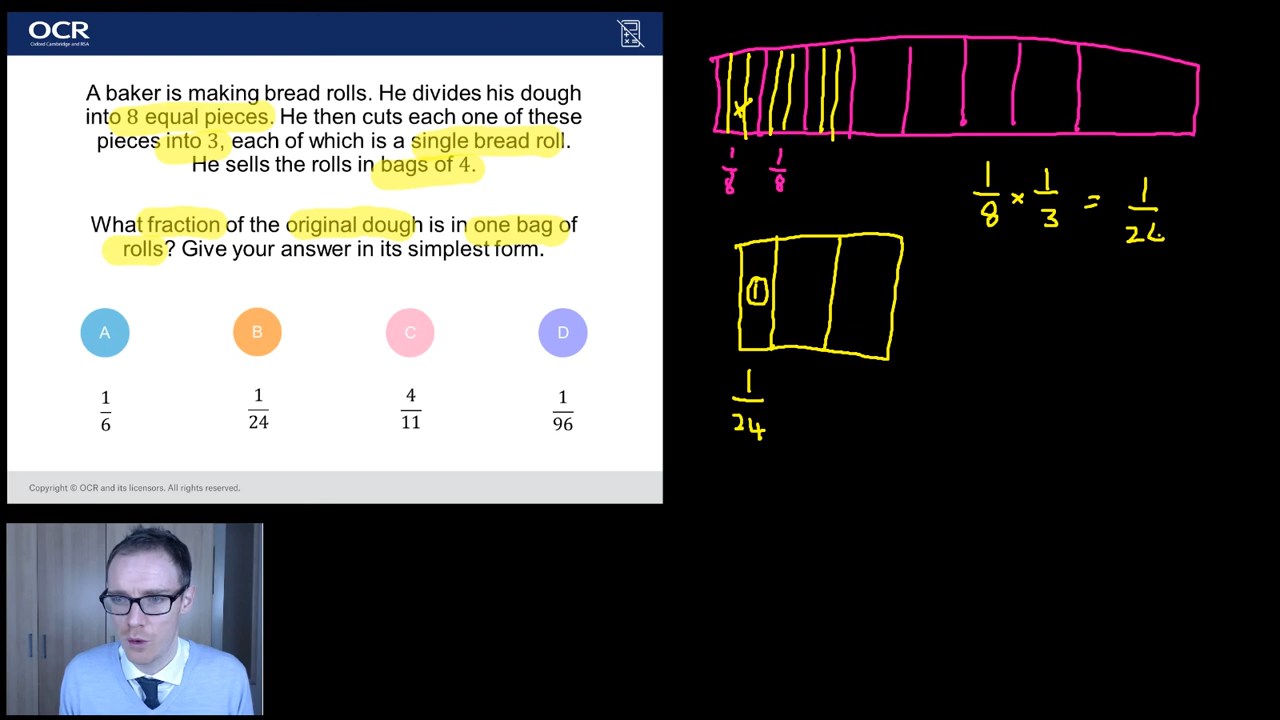 OCR
Oxford Cambridge and RSA
A baker is making bread rolls. He divides his dough
into 8 equal pieces. He then cuts each one of these
pieces into 3, each of which is a single bread roll.
He sells the rolls in bags of 4.
What fraction of the original dough is in one bag of
rolls? Give your answer in its simplest form.
A B C D
1/6 1/24 4/11 1/96
Copyright © OCR and its licensors. All rights reserved.
1/8 1/8
1/8 × 1/3 = 1/24
1
1/24